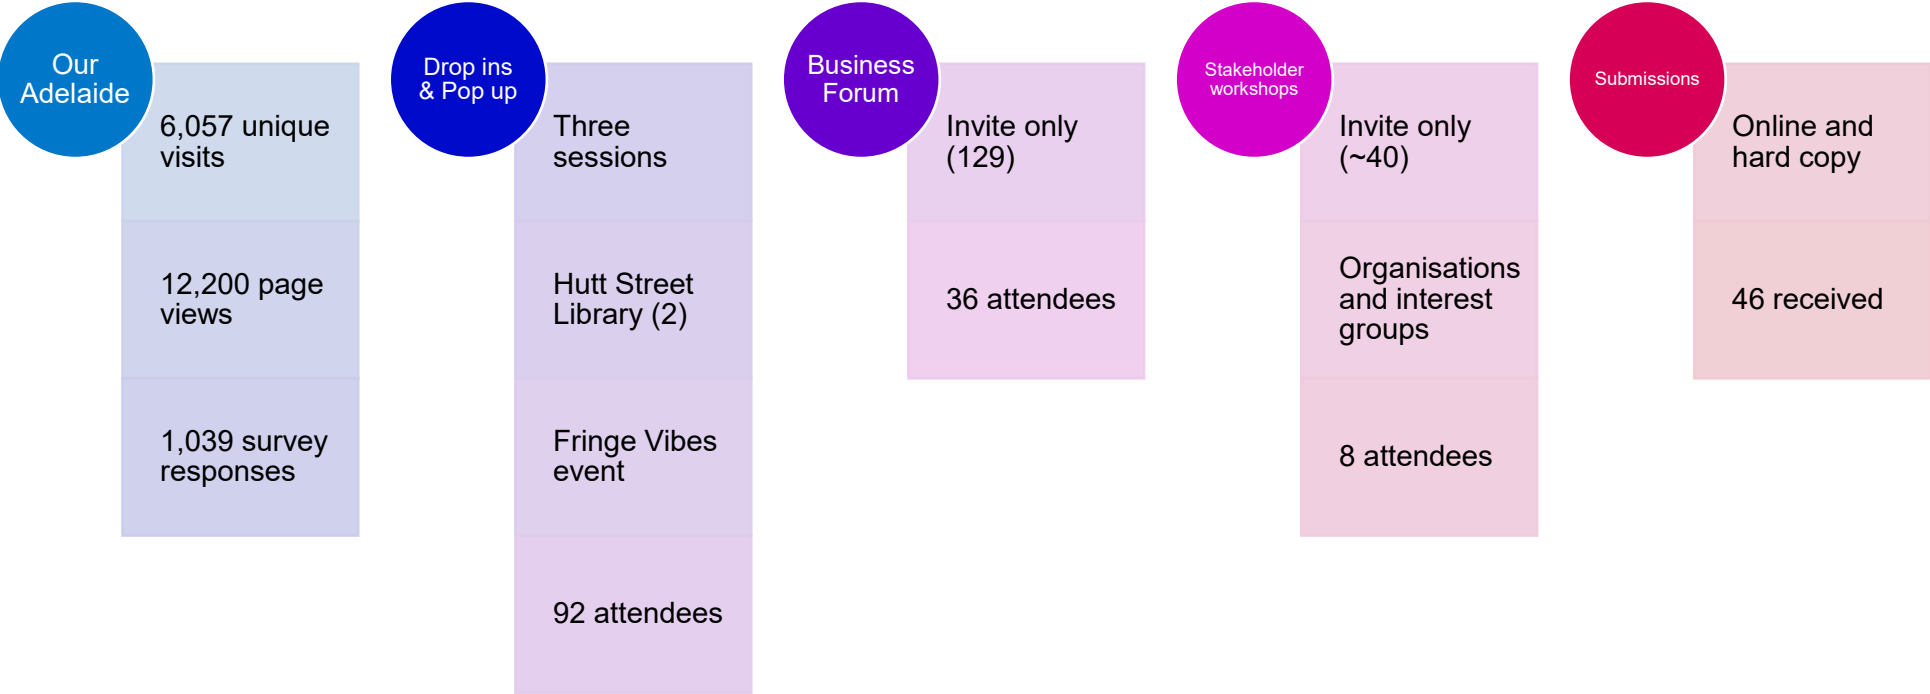 Our
Adelaide
6,057 unique
visits
12,200 page
views
1,039 survey
responses
Drop ins
& Pop up
Three
sessions
Hutt Street
Library (2)
Fringe Vibes
event
92 attendees
Business
Forum
Invite only
(129)
36 attendees
Stakeholder
workshops
Invite only
(~40)
Organisations
and interest
groups
8 attendees
Submissions
Online and
hard copy
46 received